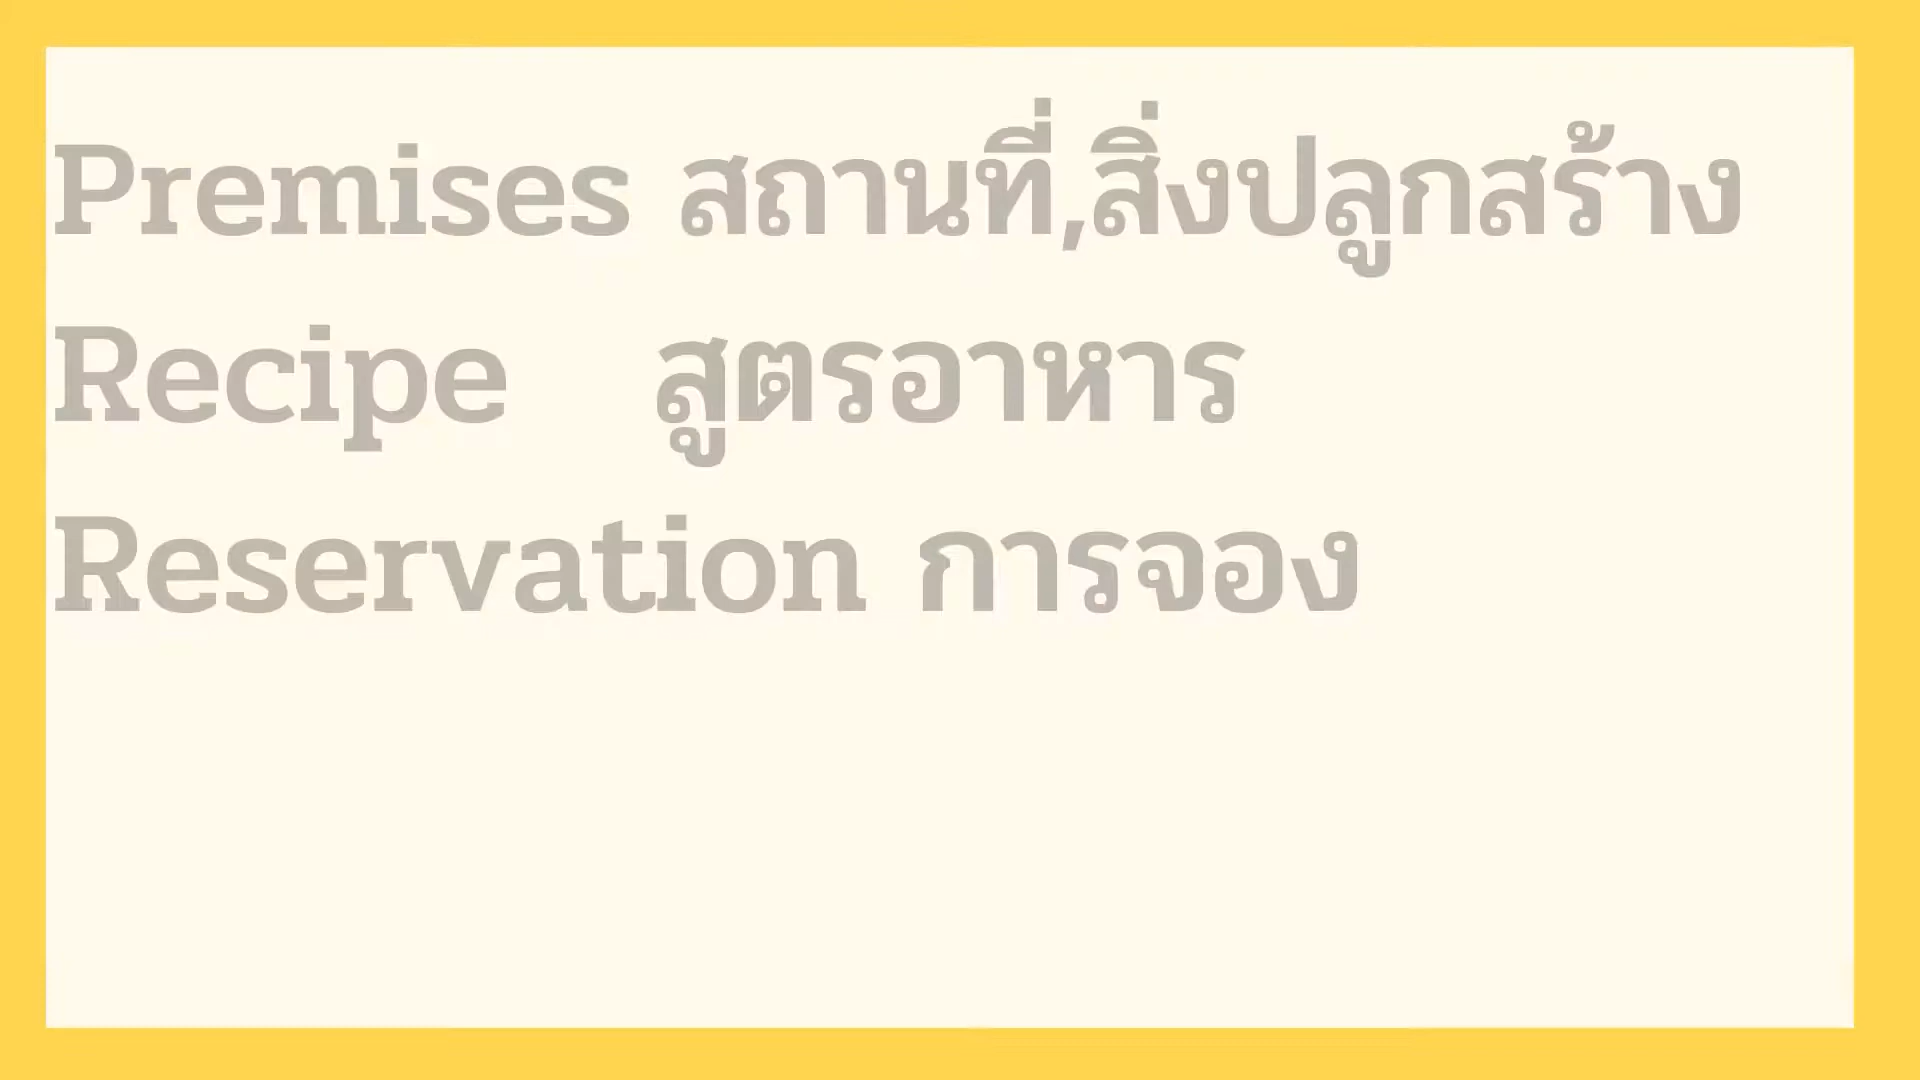 Premises สถานที่,สิ่งปลูกสร้าง
Recipe สูตรอาหาร
Reservation การจอง